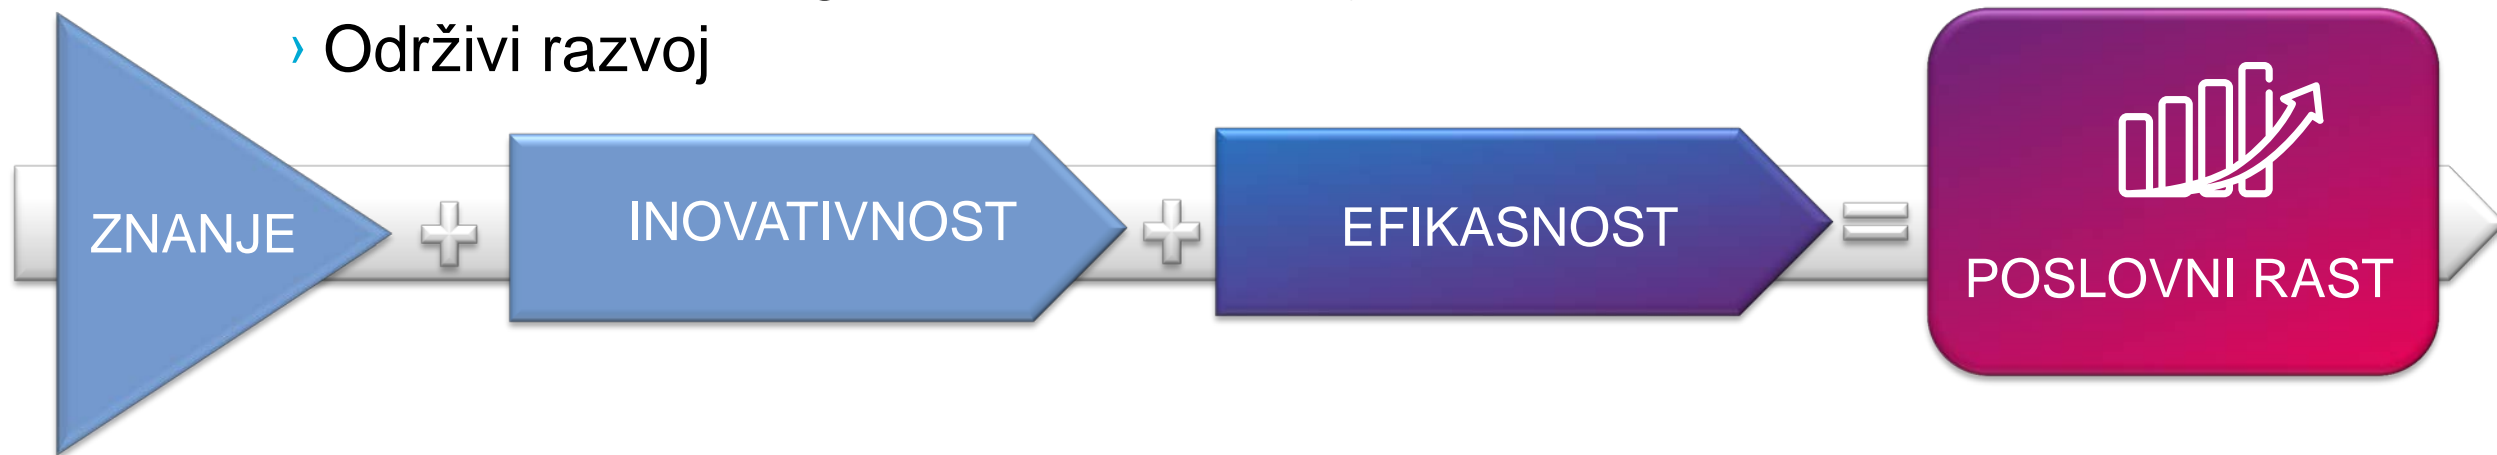 Održivi razvoj
ZNANJE + INOVATIVNOST + EFIKASNOST = POSLOVNI RAST